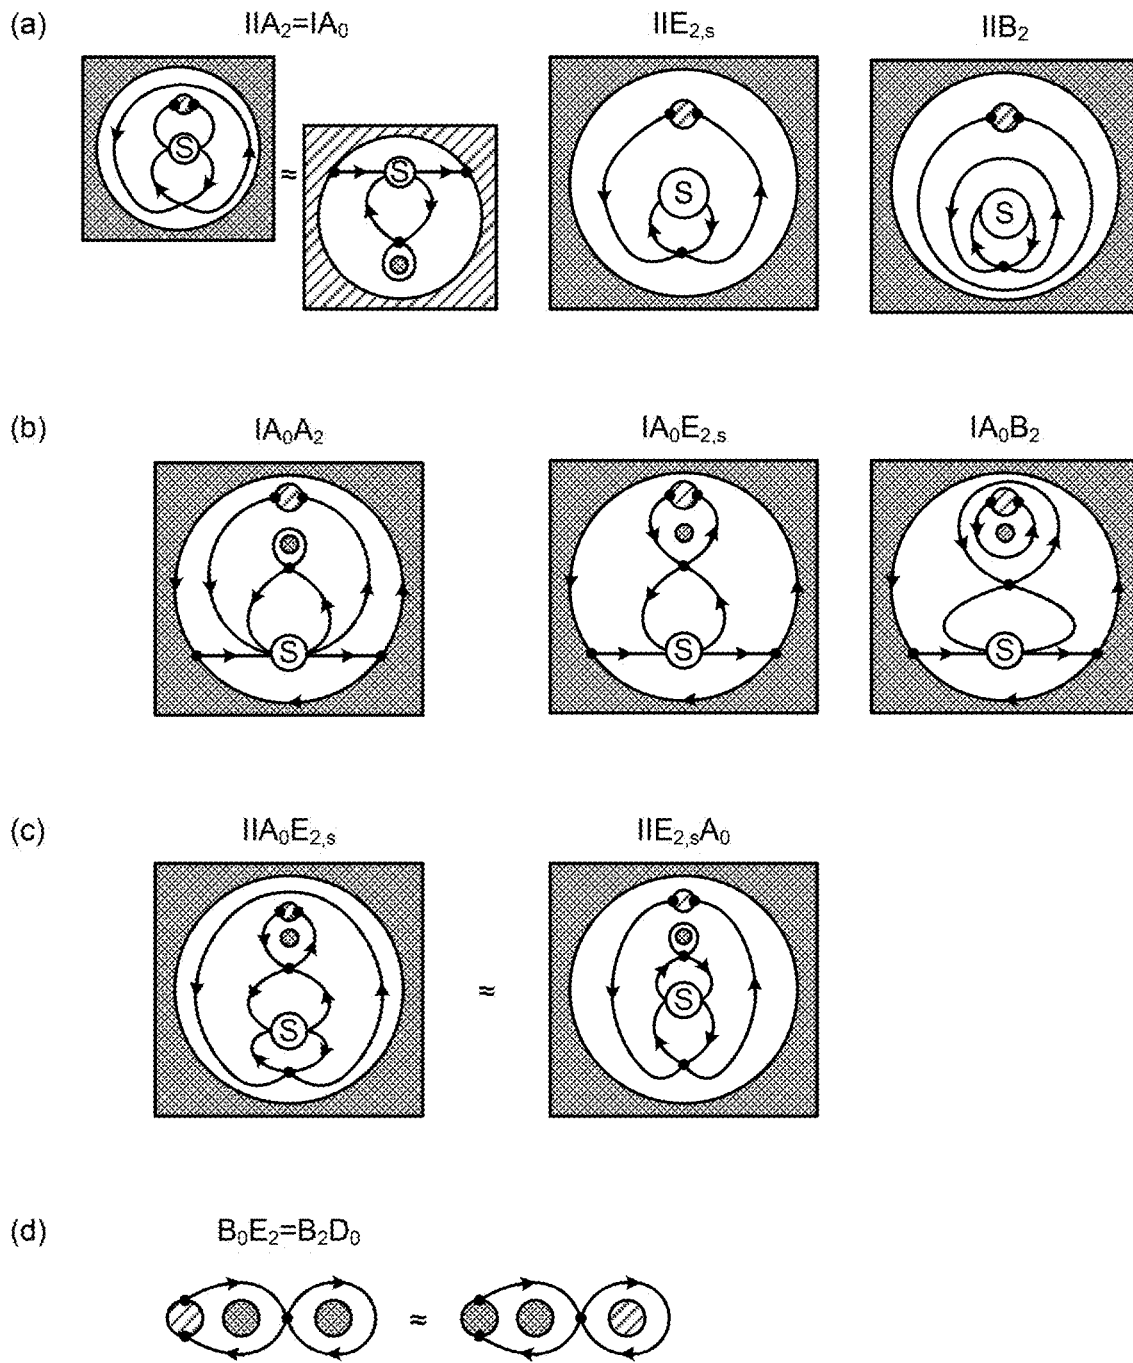 (a) IIA₂=IA₀ IIE₂,ₛ IIB₂
S ≈ S S S
(b) IA₀A₂ IA₀E₂,ₛ IA₀B₂
S S S
(c) IIA₀E₂,ₛ IIE₂,ₛA₀
S ≈ S
(d) B₀E₂=B₂D₀
≈